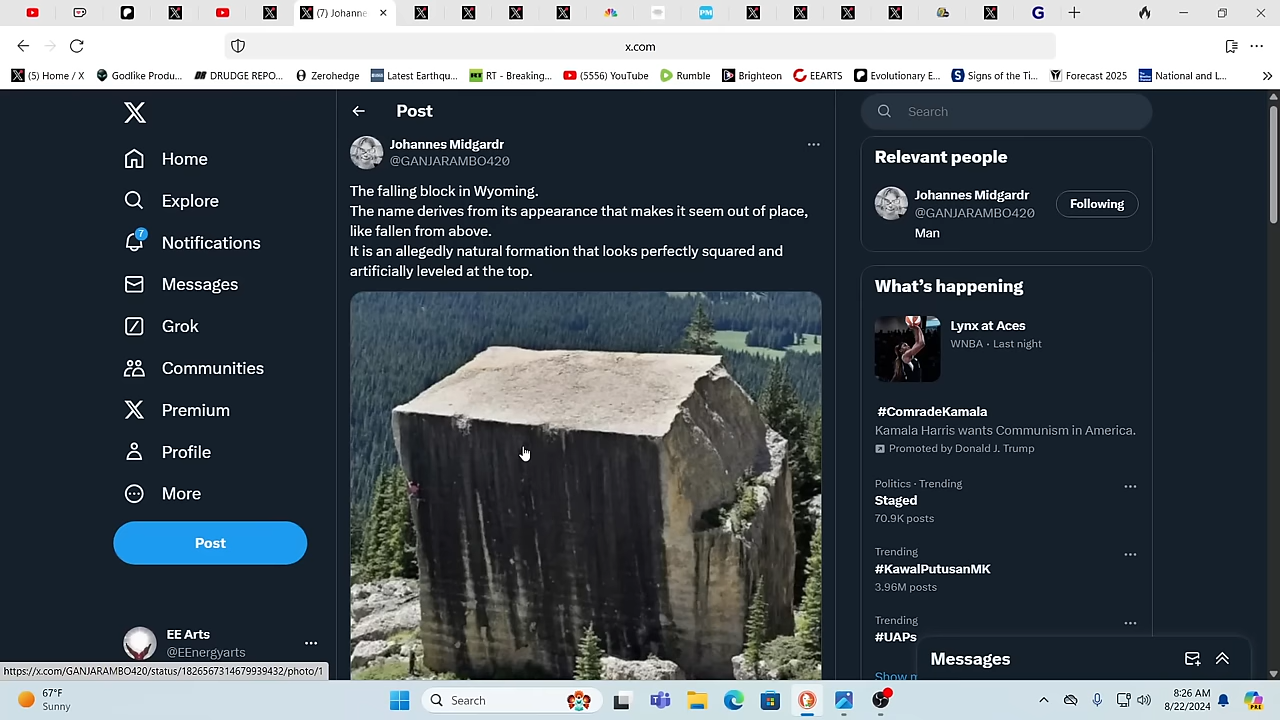 (7) Johanne
PM
G
x.com
(5) Home / X
Godlike Produ...
DRUDGE REPO...
Zerohedge
Latest Earthqu...
RT - Breaking...
(5556) YouTube
Rumble
Brighteon
EEARTS
Evolutionary E...
Signs of the Ti...
Forecast 2025
National and L...
Home
Explore
7
Notifications
Messages
Grok
Communities
Premium
Profile
More
Post
EE Arts
@EEnergyarts
Post
Johannes Midgardr
@GANJARAMBO420
The falling block in Wyoming.
The name derives from its appearance that makes it seem out of place,
like fallen from above.
It is an allegedly natural formation that looks perfectly squared and
artificially leveled at the top.
Search
Relevant people
Johannes Midgardr
@GANJARAMBO420
Following
Man
What's happening
Lynx at Aces
WNBA · Last night
#ComradeKamala
Kamala Harris wants Communism in America.
Promoted by Donald J. Trump
Politics · Trending
Staged
70.9K posts
Trending
#KawalPutusanMK
3.96M posts
Trending
#UAPs
Messages
https://x.com/GANJARAMBO420/status/1826567314679939432/photo/1
67°F
Sunny
Search
8:26 AM
8/22/2024
PRE